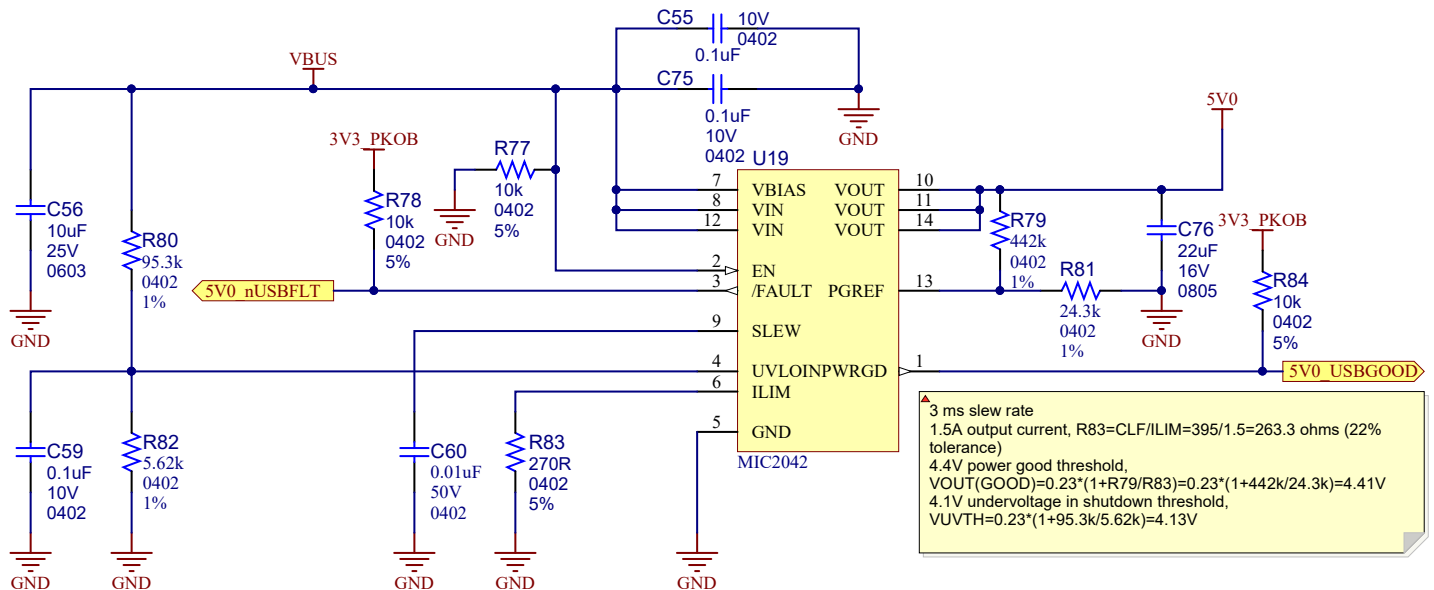 C55
10V
0402
0.1uF
VBUS
C75
0.1uF
10V
0402
GND
5V0
3V3_PKOB
R77
10k
0402
5%
GND
R78
10k
0402
5%
U19
7 VBIAS VOUT 10
8 VIN VOUT 11
12 VIN VOUT 14
2 EN
3 /FAULT PGREF 13
9 SLEW
4 UVLOIN PWRGD 1
6 ILIM
5 GND
MIC2042
C56
10uF
25V
0603
GND
R80
95.3k
0402
1%
5V0_nUSBFLT
R79
442k
0402
1%
R81
24.3k
0402
1%
C76
22uF
16V
0805
GND
3V3_PKOB
R84
10k
0402
5%
5V0_USBGOOD
C59
0.1uF
10V
0402
GND
R82
5.62k
0402
1%
GND
C60
0.01uF
50V
0402
GND
R83
270R
0402
5%
GND
GND
3 ms slew rate
1.5A output current, R83=CLF/ILIM=395/1.5=263.3 ohms (22%
tolerance)
4.4V power good threshold,
VOUT(GOOD)=0.23*(1+R79/R83)=0.23*(1+442k/24.3k)=4.41V
4.1V undervoltage in shutdown threshold,
VUVTH=0.23*(1+95.3k/5.62k)=4.13V